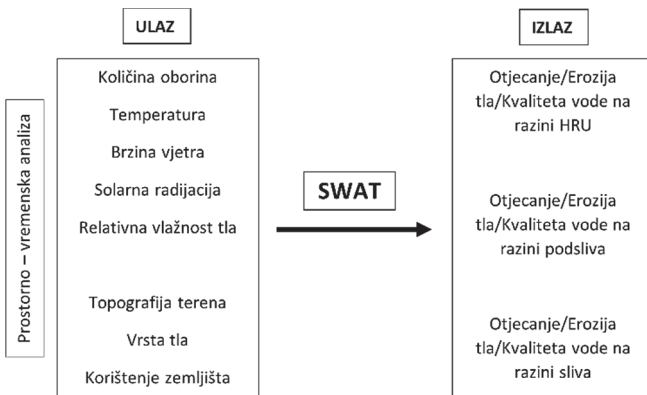 ULAZ
IZLAZ
Prostorno – vremenska analiza
Količina oborina
Temperatura
Brzina vjetra
Solarna radijacija
Relativna vlažnost tla
Topografija terena
Vrsta tla
Korištenje zemljišta
SWAT
Otjecanje/Erozija
tla/Kvaliteta vode na
razini HRU
Otjecanje/Erozija
tla/Kvaliteta vode na
razini podsliva
Otjecanje/Erozija
tla/Kvaliteta vode na
razini sliva